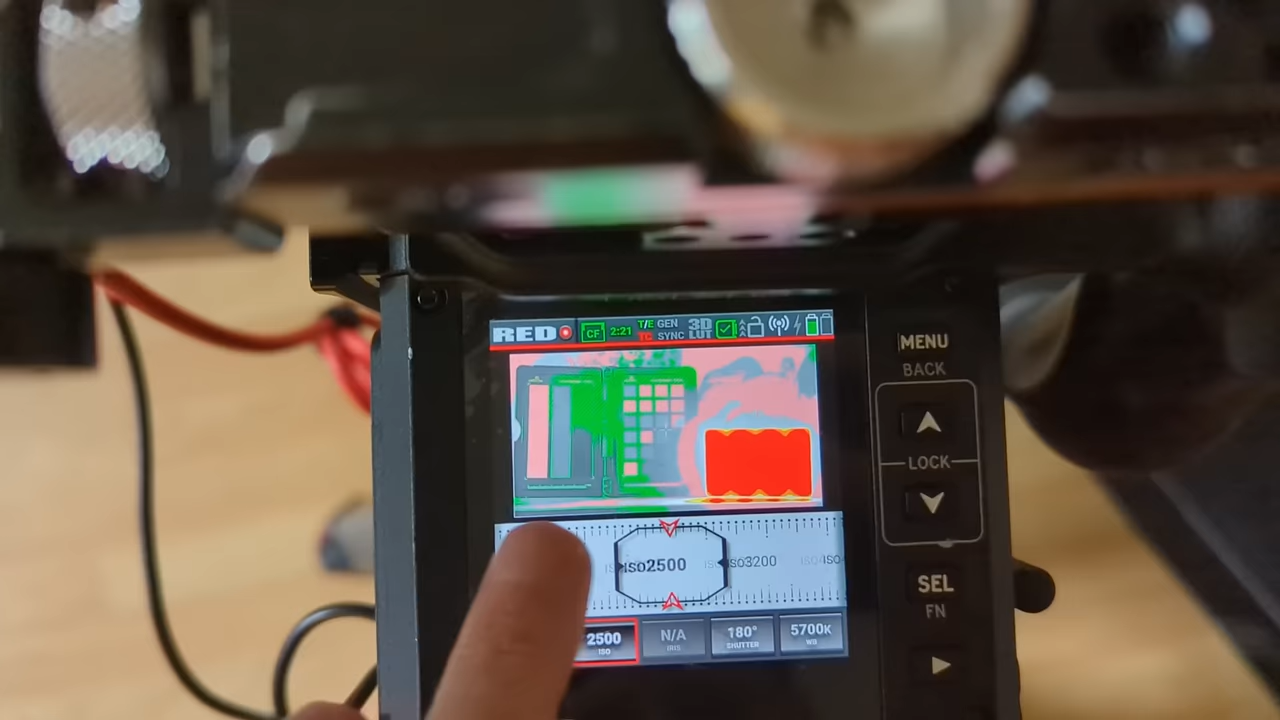 RED
CF 2:21 T/E GEN 3D
TC SYNC LUT
MENU
BACK
LOCK
iso2500 iso3200
SEL
FN
2500 N/A 180° 5700K
ISO IRIS SHUTTER WB